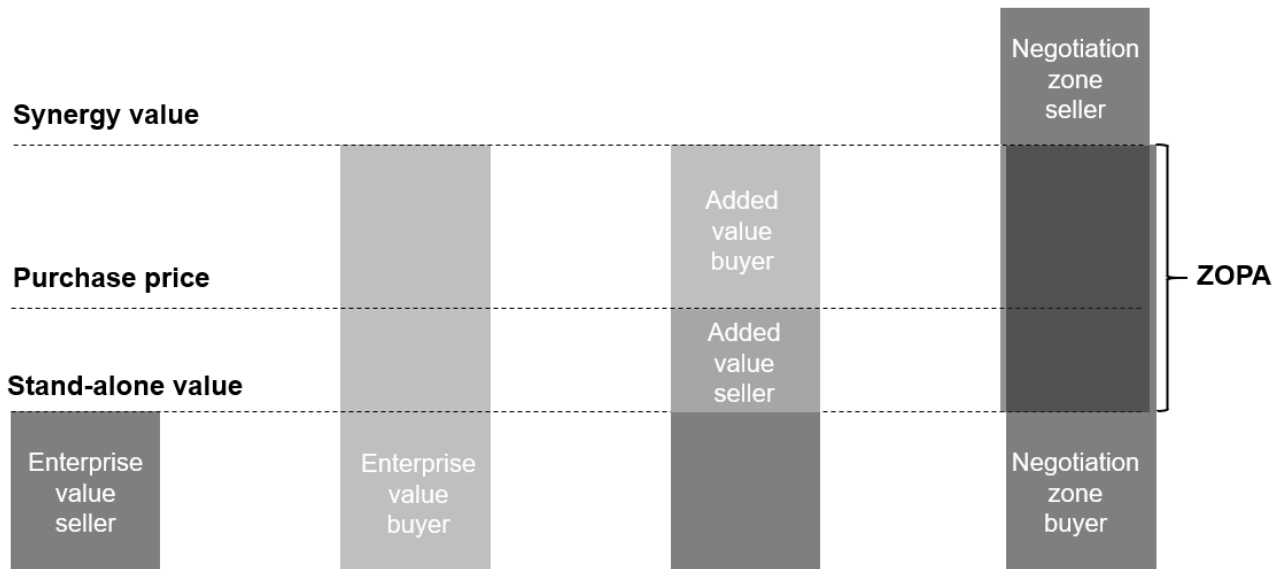 Negotiation
zone
seller
Synergy value
Added
value
buyer
Purchase price
ZOPA
Added
value
seller
Stand-alone value
Enterprise
value
seller
Enterprise
value
buyer
Negotiation
zone
buyer